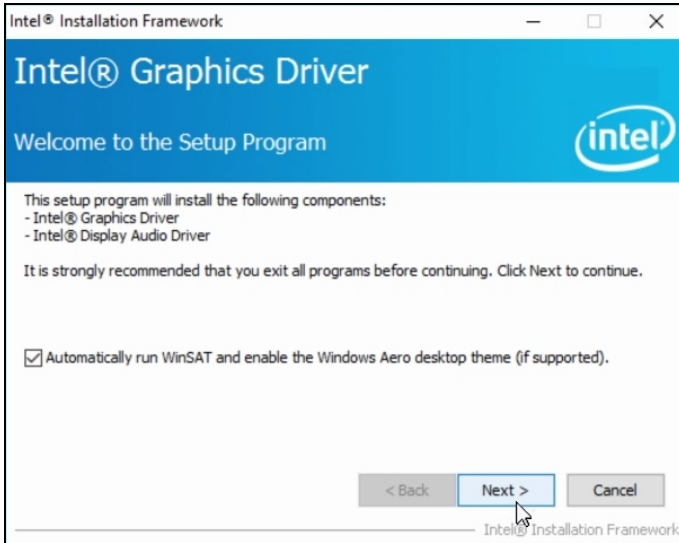 Intel® Installation Framework
Intel® Graphics Driver
Welcome to the Setup Program
intel
This setup program will install the following components:
- Intel® Graphics Driver
- Intel® Display Audio Driver
It is strongly recommended that you exit all programs before continuing. Click Next to continue.
Automatically run WinSAT and enable the Windows Aero desktop theme (if supported).
< Back
Next >
Cancel
Intel® Installation Framework